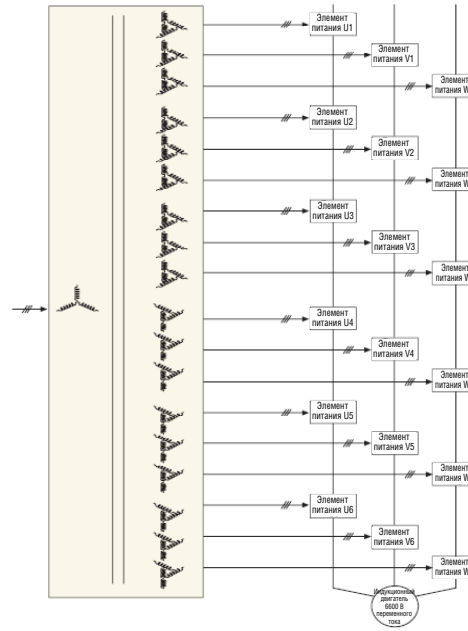 Элемент
питания U1
Элемент
питания V1
Элемент
питания W
Элемент
питания U2
Элемент
питания V2
Элемент
питания W
Элемент
питания U3
Элемент
питания V3
Элемент
питания W
Элемент
питания U4
Элемент
питания V4
Элемент
питания W
Элемент
питания U5
Элемент
питания V5
Элемент
питания W
Элемент
питания U6
Элемент
питания V6
Элемент
питания W
Индукционный
двигатель
6600 В
переменного
тока